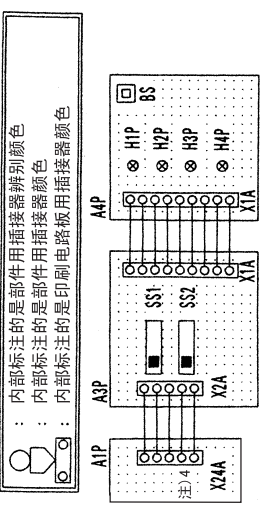 : 内部标注的是部件用插接器辨别颜色
: 内部标注的是部件用插接器颜色
: 内部标注的是印刷电路板用插接器颜色
A1P
注) 4
X24A
A3P
SS1
SS2
X2A
X1A
A4P
BS
H1P
H2P
H3P
H4P
X1A